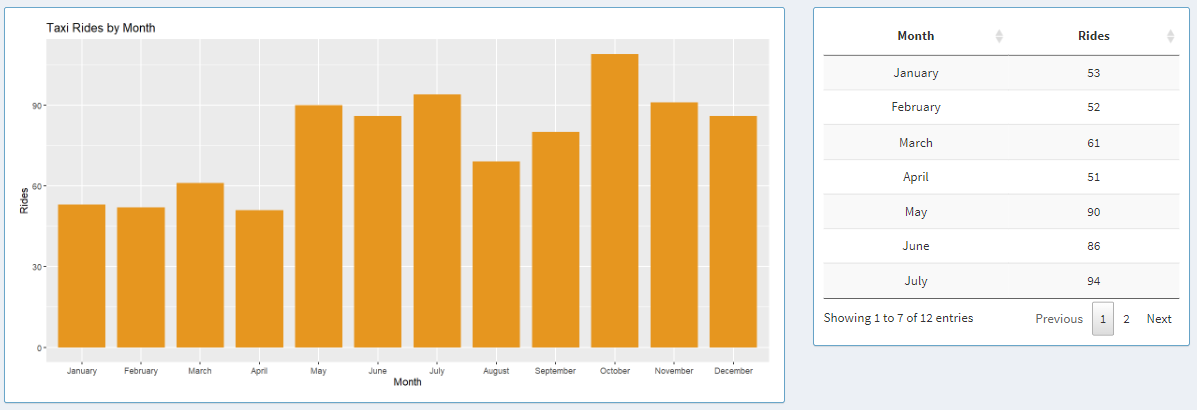 Taxi Rides by Month
90
60
30
0
Rides
January February March April May June July August September October November December
Month
Month Rides
January 53
February 52
March 61
April 51
May 90
June 86
July 94
Showing 1 to 7 of 12 entries
Previous 1 2 Next